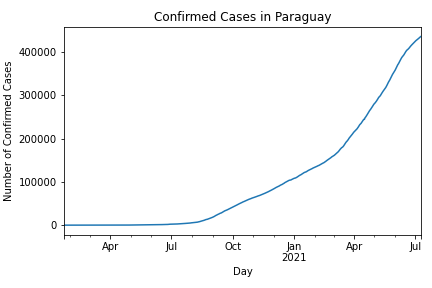 Confirmed Cases in Paraguay
Number of Confirmed Cases
400000
300000
200000
100000
0
Apr
Jul
Oct
Jan
2021
Apr
Jul
Day